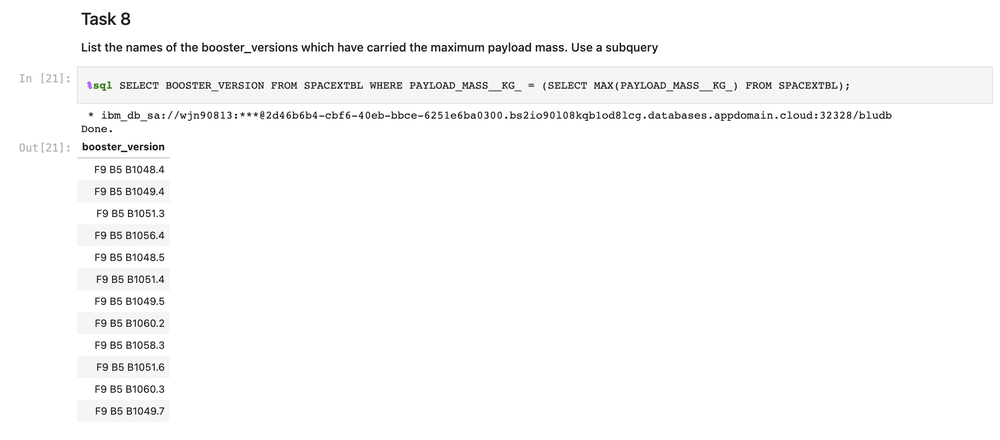 Task 8
List the names of the booster_versions which have carried the maximum payload mass. Use a subquery
In [21]:
%sql SELECT BOOSTER_VERSION FROM SPACEXTBL WHERE PAYLOAD_MASS__KG_ = (SELECT MAX(PAYLOAD_MASS__KG_) FROM SPACEXTBL);
* ibm_db_sa://wjn90813:***@2d46b6b4-cbf6-40eb-bbce-6251e6ba0300.bs2io90l08kqb1od8lcg.databases.appdomain.cloud:32328/bludb
Done.
Out[21]:
booster_version
F9 B5 B1048.4
F9 B5 B1049.4
F9 B5 B1051.3
F9 B5 B1056.4
F9 B5 B1048.5
F9 B5 B1051.4
F9 B5 B1049.5
F9 B5 B1060.2
F9 B5 B1058.3
F9 B5 B1051.6
F9 B5 B1060.3
F9 B5 B1049.7